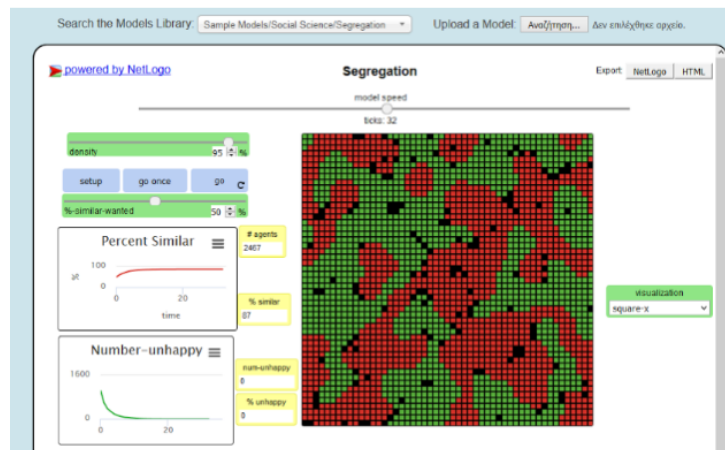 Search the Models Library: Sample Models/Social Science/Segregation
Upload a Model: Αναζήτηση... Δεν επιλέχθηκε αρχείο.
powered by NetLogo
Segregation
Export: NetLogo HTML
model speed
ticks: 32
density 95 %
setup go once go
%-similar-wanted 50 %
Percent Similar
%
100
0
0 20
time
# agents
2467
% similar
87
Number-unhappy
1600
0
0 20
num-unhappy
0
% unhappy
0
visualization
square-x